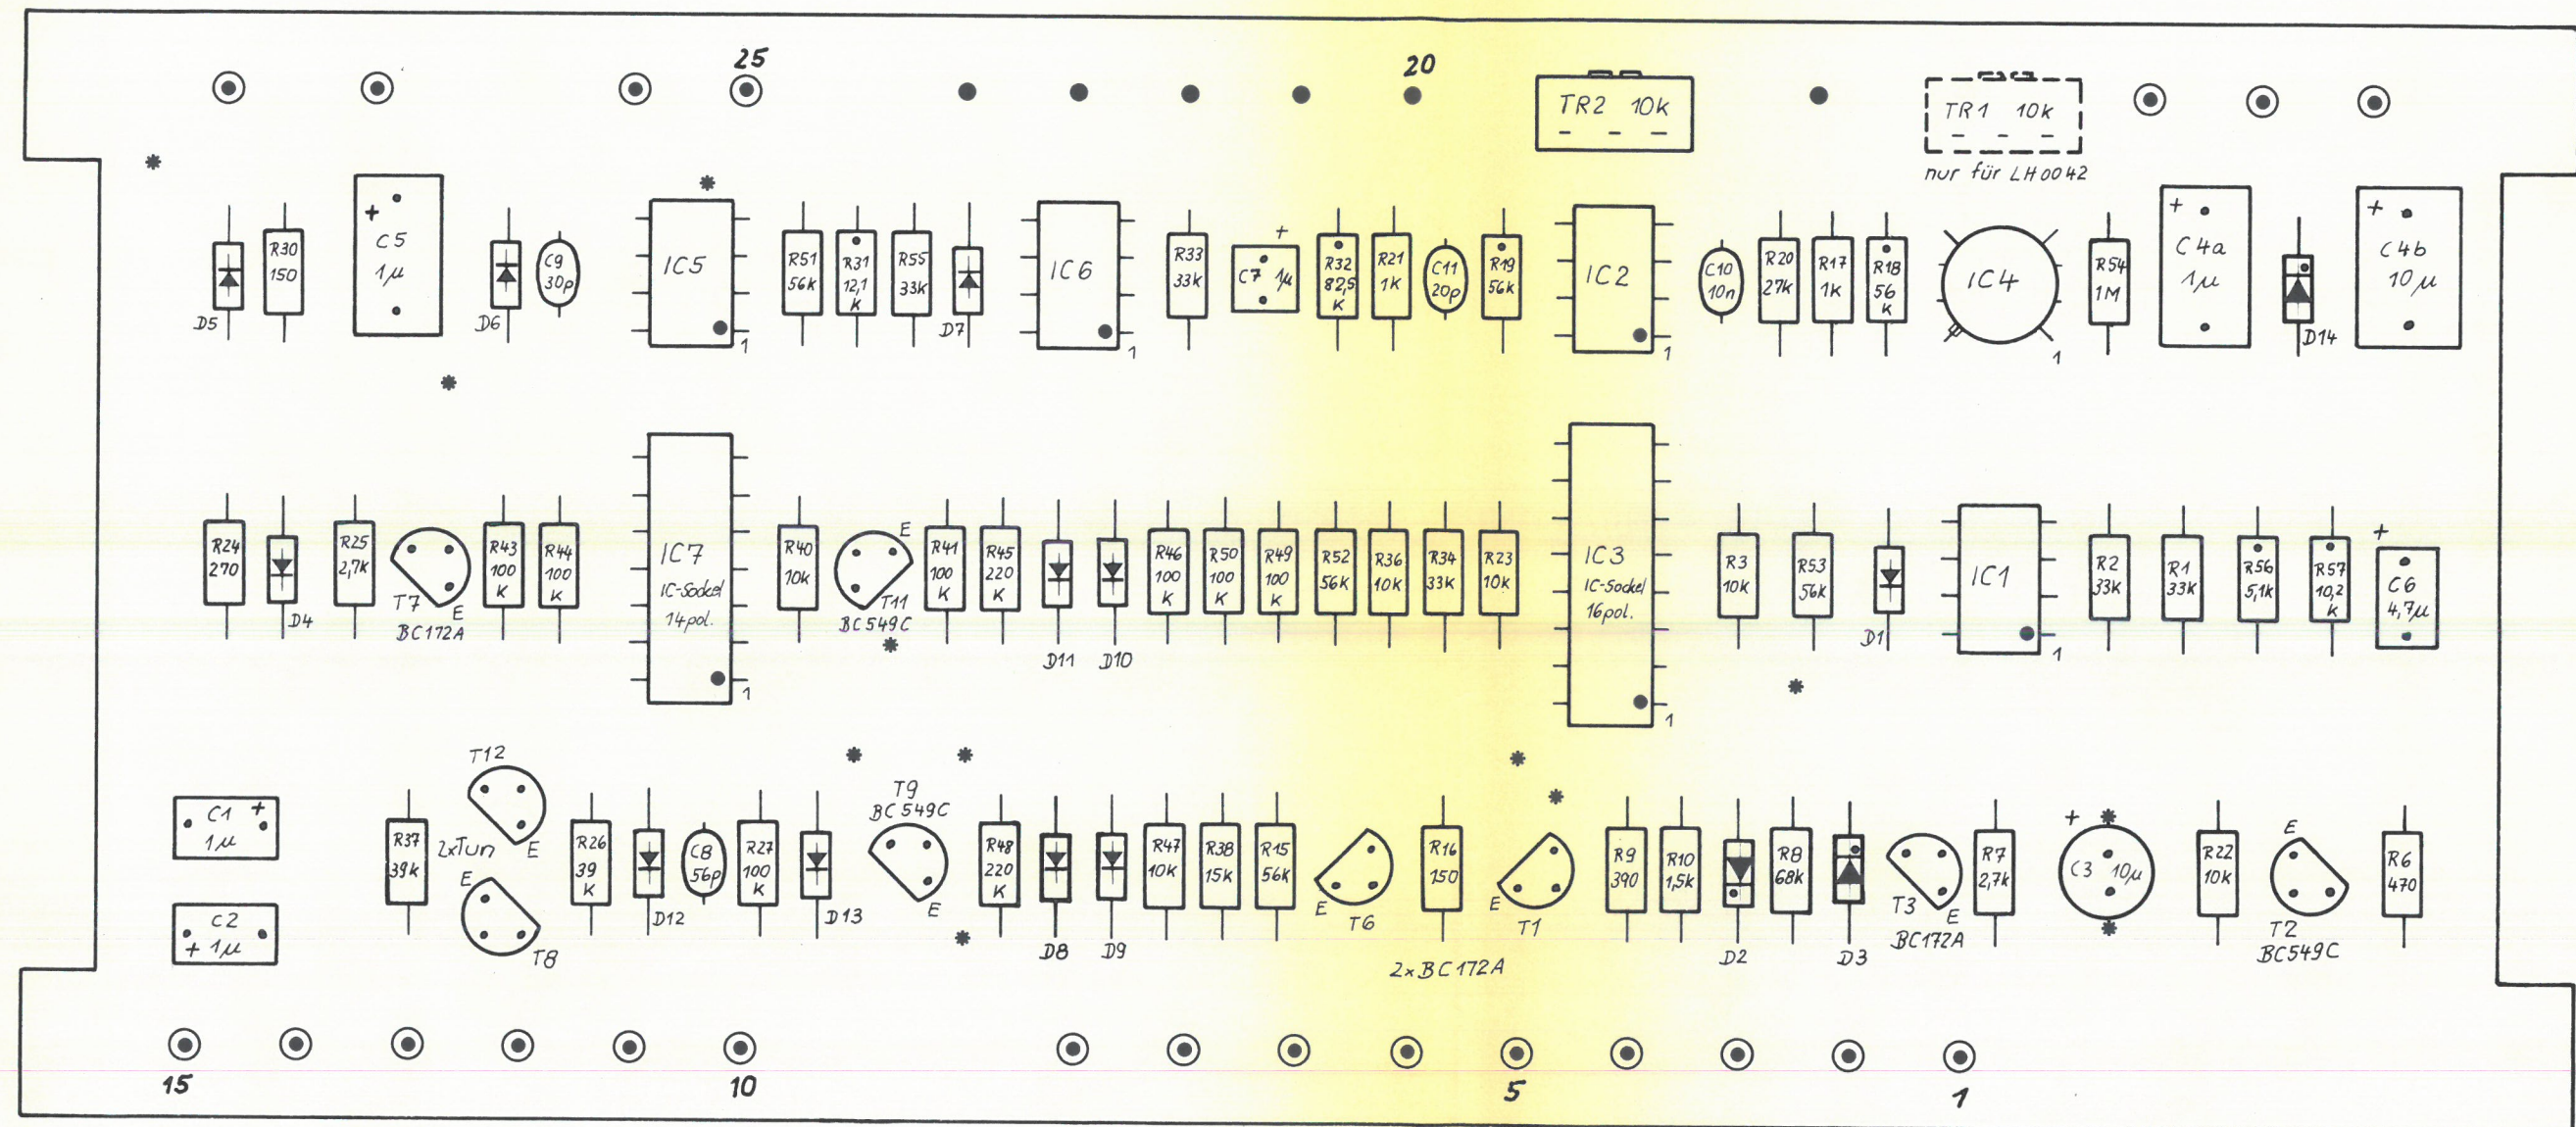 25
20
TR2 10k
TR1 10k
nur für LH0042
D5
R30
150
+
C5
1µ
D6
C9
30p
IC5
1
R51
56k
R31
12,1
K
R55
33k
D7
IC6
1
R33
33k
+
C7 1µ
R32
82,5
K
R21
1K
C11
20p
R19
56k
IC2
1
C10
10n
R20
27k
R17
1K
R18
56
K
IC4
1
R54
1M
+
C4a
1µ
D14
+
C4b
10µ
R24
270
D4
R25
2,7k
T7
E
BC172A
R43
100
K
R44
100
K
IC7
IC-Sockel
14pol.
1
R40
10k
E
T11
BC549C
R41
100
K
R45
220
K
D11
D10
R46
100
K
R50
100
K
R49
100
K
R52
56k
R36
10k
R34
33k
R23
10k
IC3
IC-Sockel
16pol.
1
R3
10k
R53
56k
D1
IC1
1
R2
33k
R1
33k
R56
5,1k
R57
10,2
K
+
C6
4,7µ
C1 +
1µ
C2
+ 1µ
R37
39k
T12
2xTun E
E
T8
R26
39
K
D12
C8
56p
R27
100
K
D13
T9
BC549C
E
R48
220
K
D8
D9
R47
10k
R38
15k
R15
56k
E
T6
R16
150
E
T1
2xBC172A
R9
390
R10
1,5k
D2
R8
68k
D3
T3
E
BC172A
R7
2,7k
+
C3 10µ
R22
10k
E
T2
BC549C
R6
470
15
10
5
1